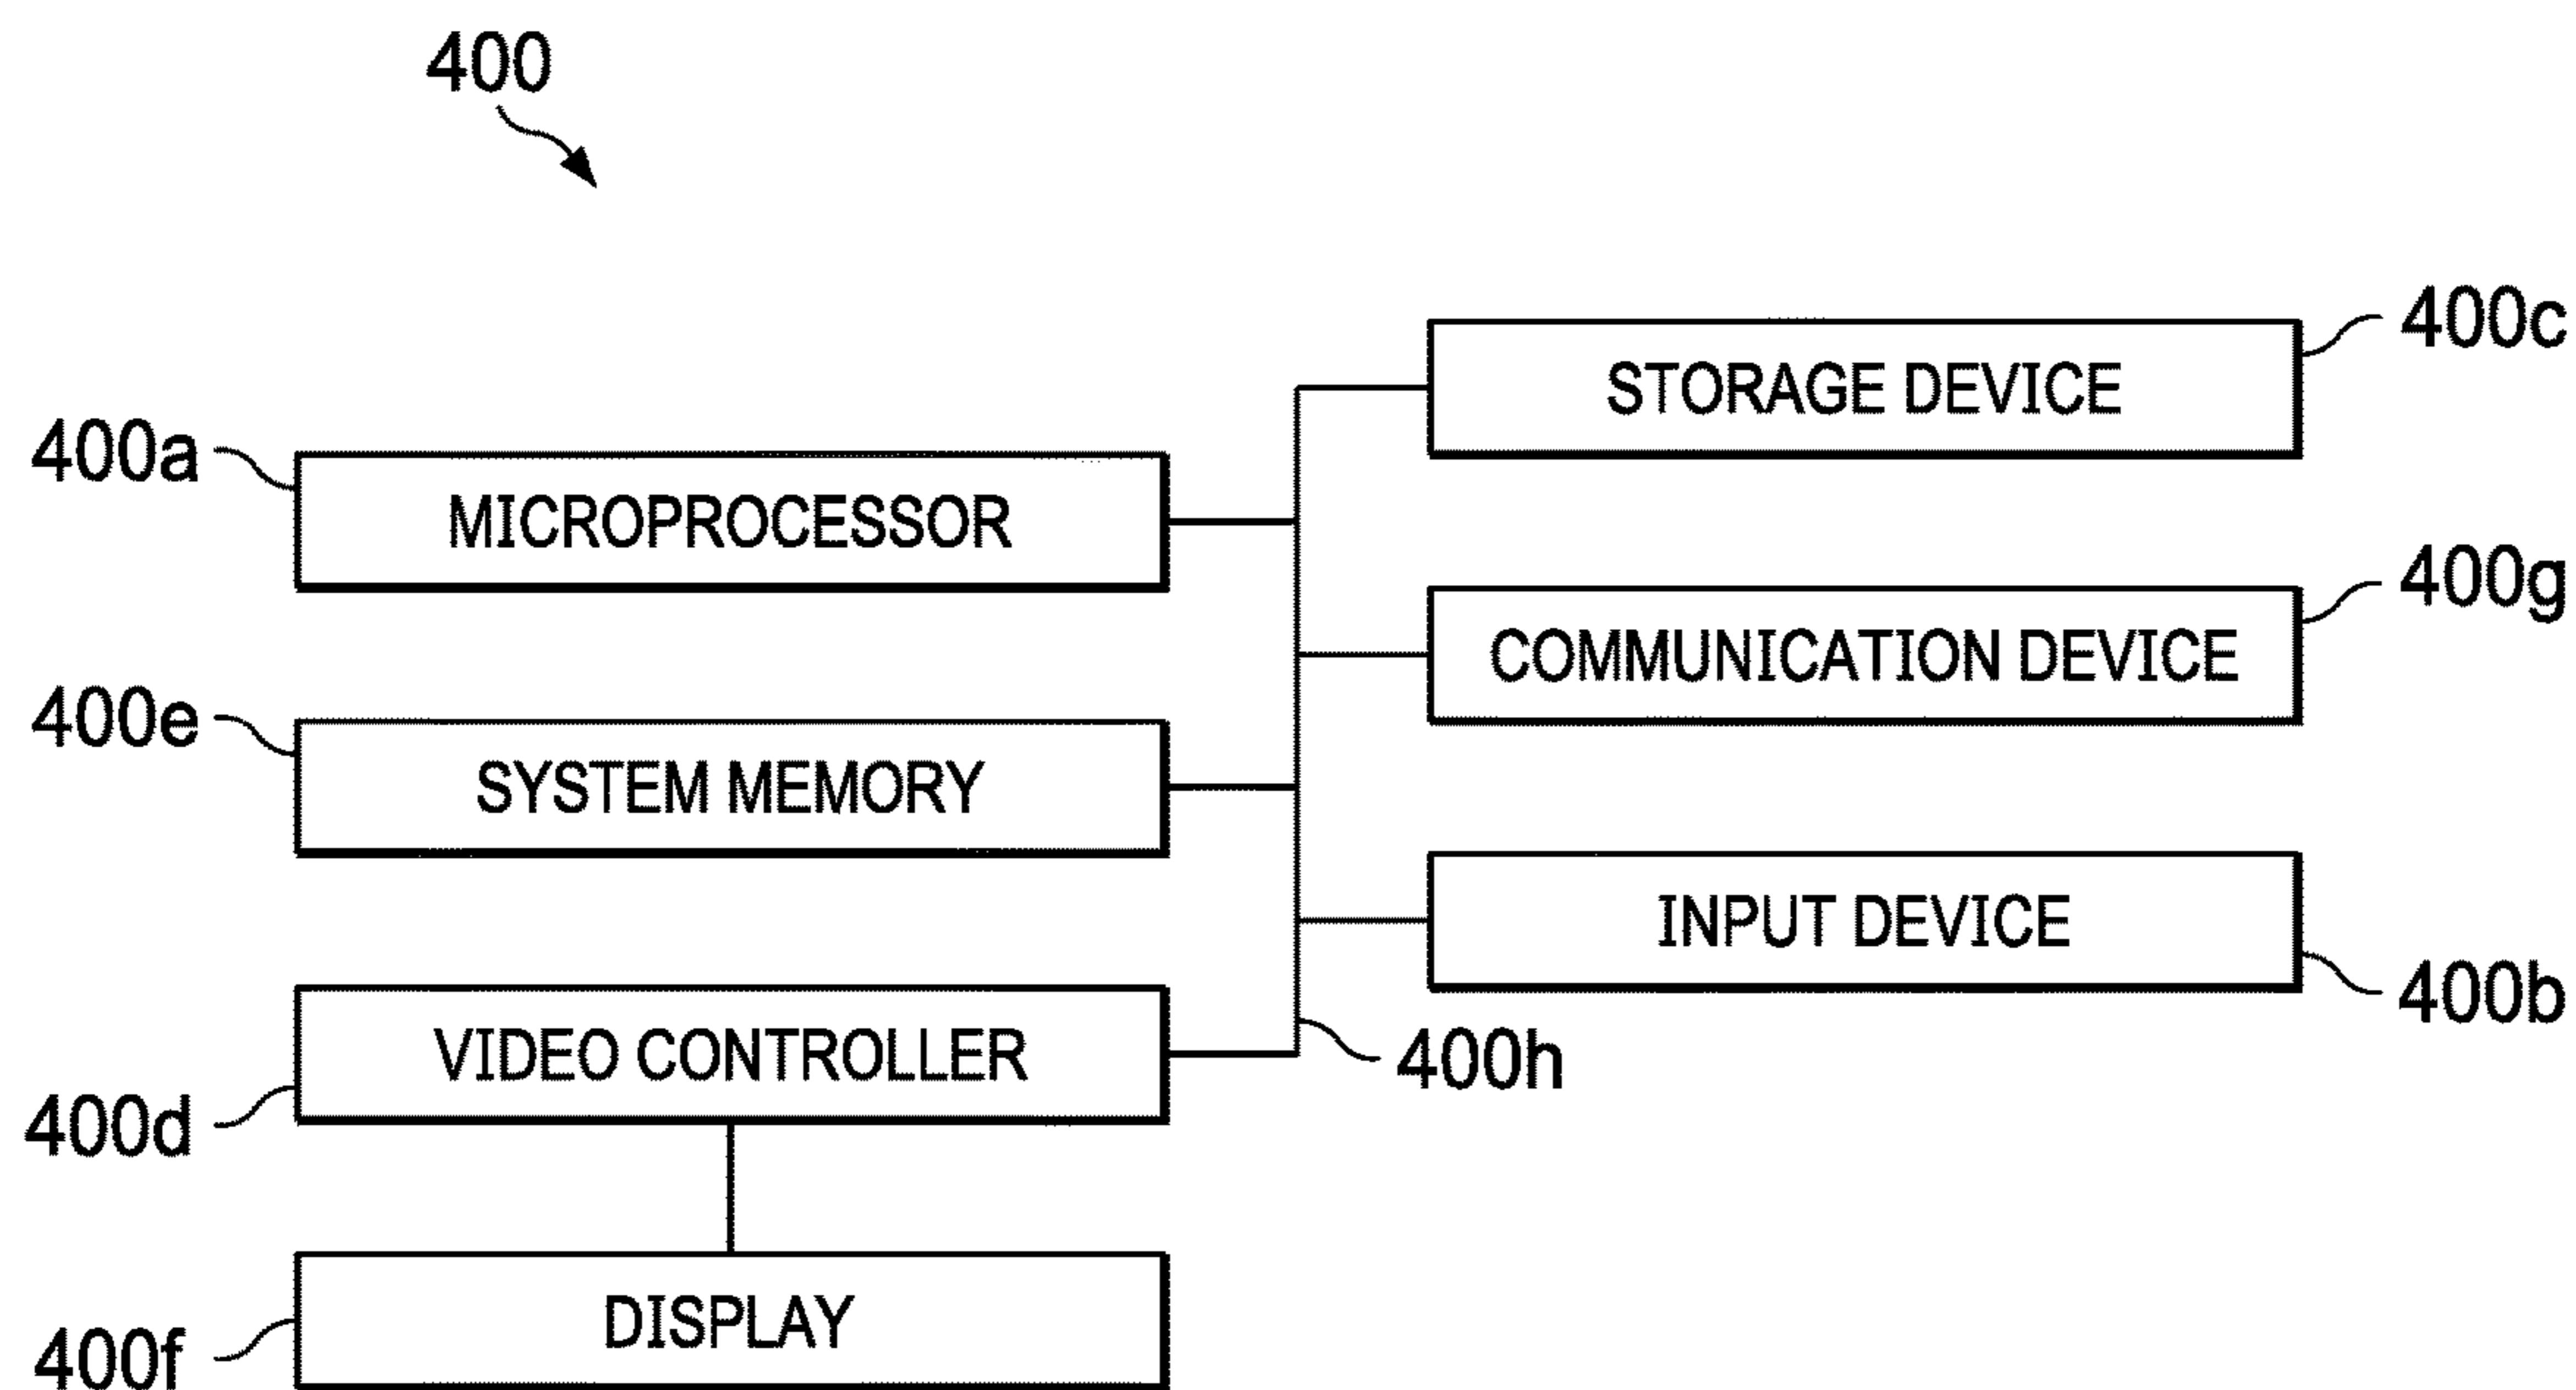 400
400c
STORAGE DEVICE
400a
MICROPROCESSOR
400g
COMMUNICATION DEVICE
400e
SYSTEM MEMORY
INPUT DEVICE
400b
VIDEO CONTROLLER
400h
400d
DISPLAY
400f